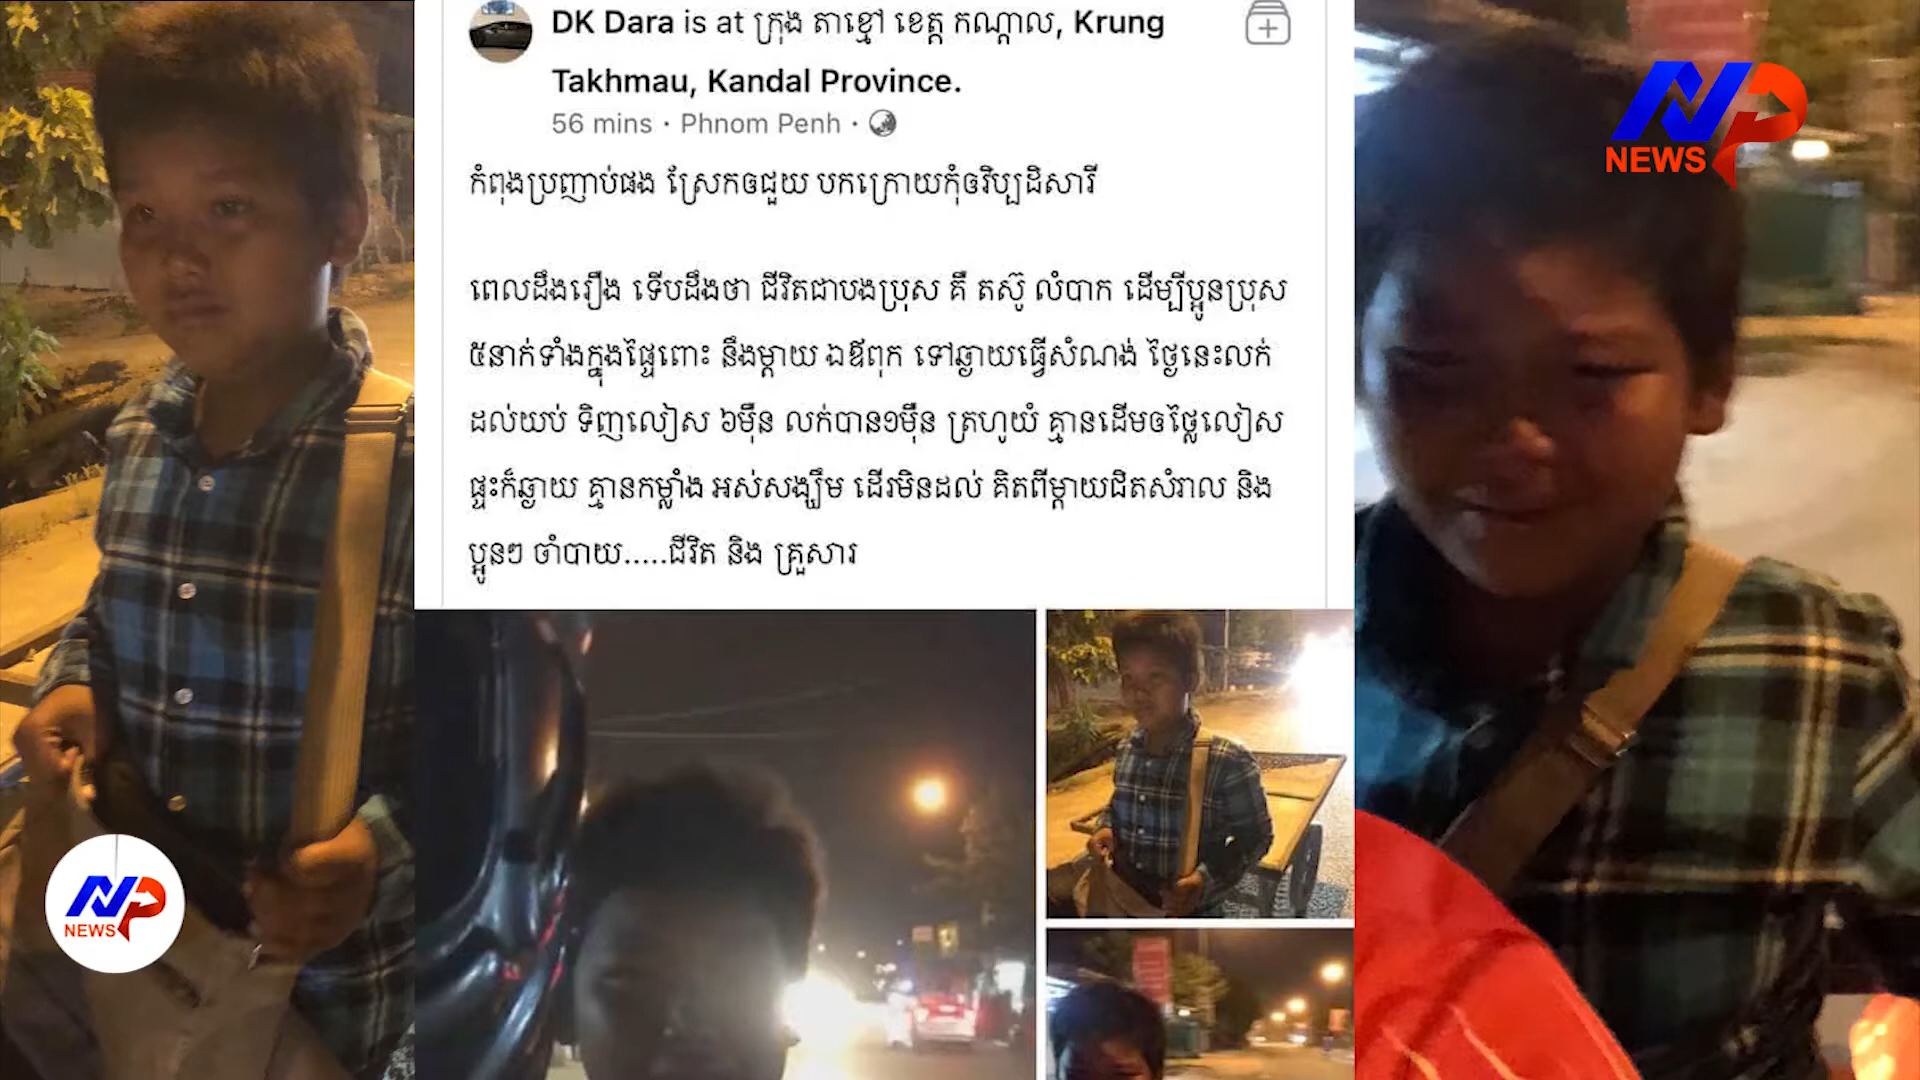 DK Dara is at ក្រុង តាខ្មៅ ខេត្ត កណ្តាល, Krung
Takhmau, Kandal Province.
56 mins · Phnom Penh ·
កំពុងប្រញាប់ផង ស្រែកឲជួយ បកក្រោយកុំឲវិប្បដិសារី
ពេលដឹងរឿង ទើបដឹងថា ជីវិតជាបងប្រុស គឺ តស៊ូ លំបាក ដើម្បីប្អូនប្រុស
៥នាក់ទាំងក្នុងផ្ទៃពោះ នឹងម្តាយ ឯឪពុក ទៅឆ្ងាយធ្វើសំណង់ ថ្ងៃនេះលក់
ដល់យប់ ទិញលៀស ៦ម៉ឺន លក់បាន១ម៉ឺន ត្រហូយំ គ្មានដើមឲថ្លៃលៀស
ផ្ទះក៏ឆ្ងាយ គ្មានកម្លាំង អស់សង្ឃឹម ដើរមិនដល់ គិតពីម្តាយជិតសំរាល និង
ប្អូនៗ ចាំបាយ.....ជីវិត និង គ្រួសារ
NP
NEWS
NP
NEWS